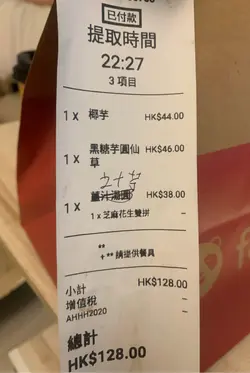 已付款
提取時間
22:27
3 項目
1 x 椰芋 HK$44.00
1 x 黑糖芋圓仙 HK$46.00
草
1 x 薑汁湯圓 HK$38.00
1 x 芝麻花生雙拼 –
**
+ ** 請提供餐具
小計 HK$128.00
增值稅 –
AHHH2020 –
總計
HK$128.00